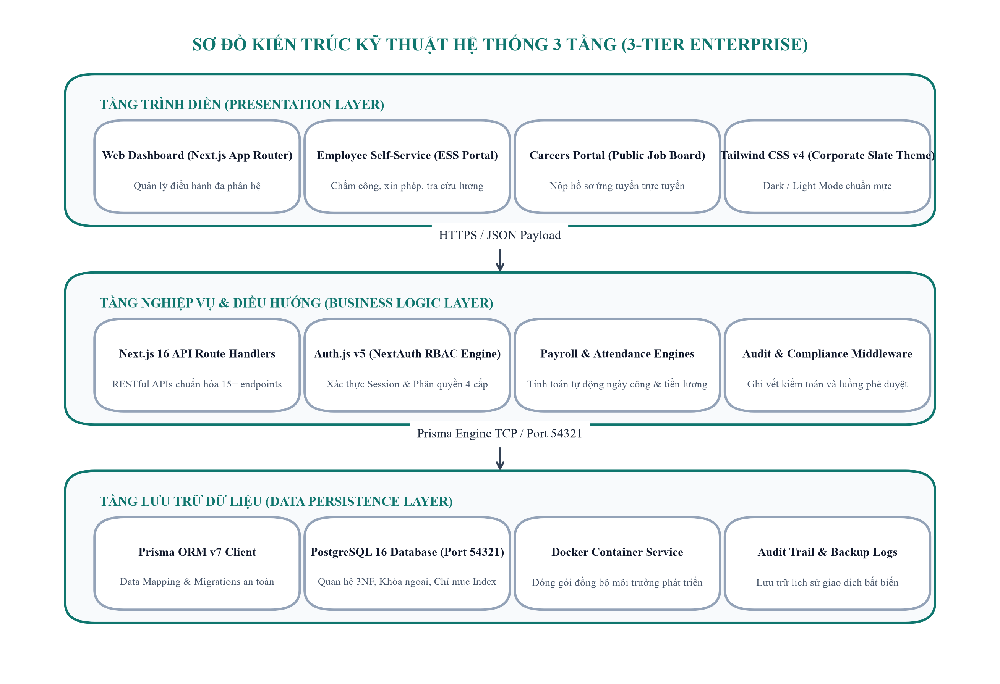 SƠ ĐỒ KIẾN TRÚC KỸ THUẬT HỆ THỐNG 3 TẦNG (3-TIER ENTERPRISE)
TẦNG TRÌNH DIỄN (PRESENTATION LAYER)
Web Dashboard (Next.js App Router)
Quản lý điều hành đa phân hệ
Employee Self-Service (ESS Portal)
Chấm công, xin phép, tra cứu lương
Careers Portal (Public Job Board)
Nộp hồ sơ ứng tuyển trực tuyến
Tailwind CSS v4 (Corporate Slate Theme)
Dark / Light Mode chuẩn mực
HTTPS / JSON Payload
TẦNG NGHIỆP VỤ & ĐIỀU HƯỚNG (BUSINESS LOGIC LAYER)
Next.js 16 API Route Handlers
RESTful APIs chuẩn hóa 15+ endpoints
Auth.js v5 (NextAuth RBAC Engine)
Xác thực Session & Phân quyền 4 cấp
Payroll & Attendance Engines
Tính toán tự động ngày công & tiền lương
Audit & Compliance Middleware
Ghi vết kiểm toán và luồng phê duyệt
Prisma Engine TCP / Port 54321
TẦNG LƯU TRỮ DỮ LIỆU (DATA PERSISTENCE LAYER)
Prisma ORM v7 Client
Data Mapping & Migrations an toàn
PostgreSQL 16 Database (Port 54321)
Quan hệ 3NF, Khóa ngoại, Chỉ mục Index
Docker Container Service
Đóng gói đồng bộ môi trường phát triển
Audit Trail & Backup Logs
Lưu trữ lịch sử giao dịch bất biến